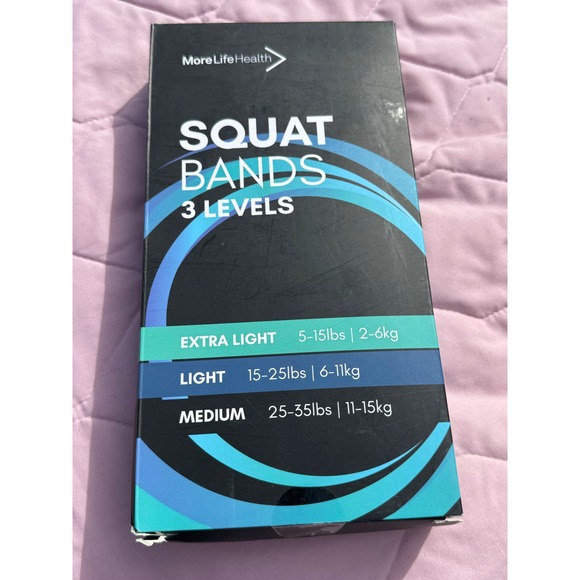 MoreLifeHealth
SQUAT
BANDS
3 LEVELS
EXTRA LIGHT 5-15lbs | 2-6kg
LIGHT 15-25lbs | 6-11kg
MEDIUM 25-35lbs | 11-15kg